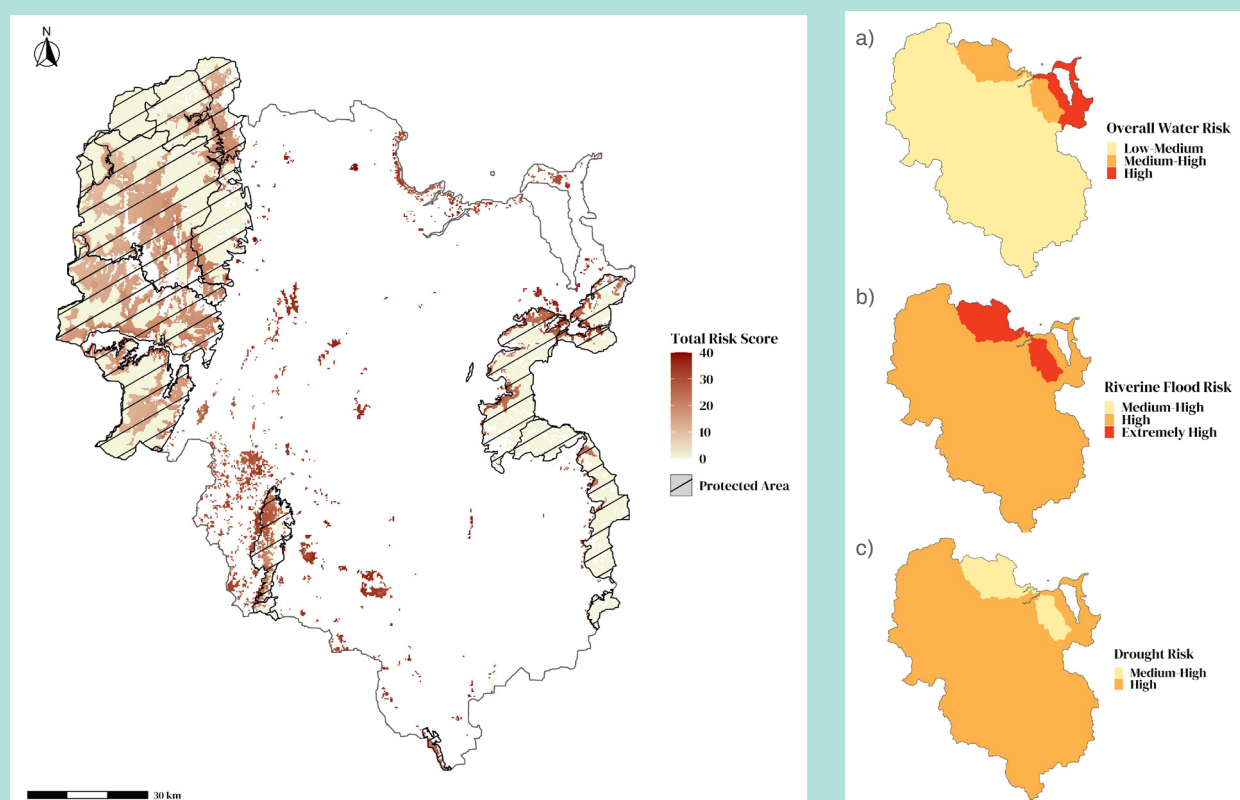 N
Total Risk Score
40
30
20
10
0
Protected Area
30 km
a)
Overall Water Risk
Low-Medium
Medium-High
High
b)
Riverine Flood Risk
Medium-High
High
Extremely High
c)
Drought Risk
Medium-High
High